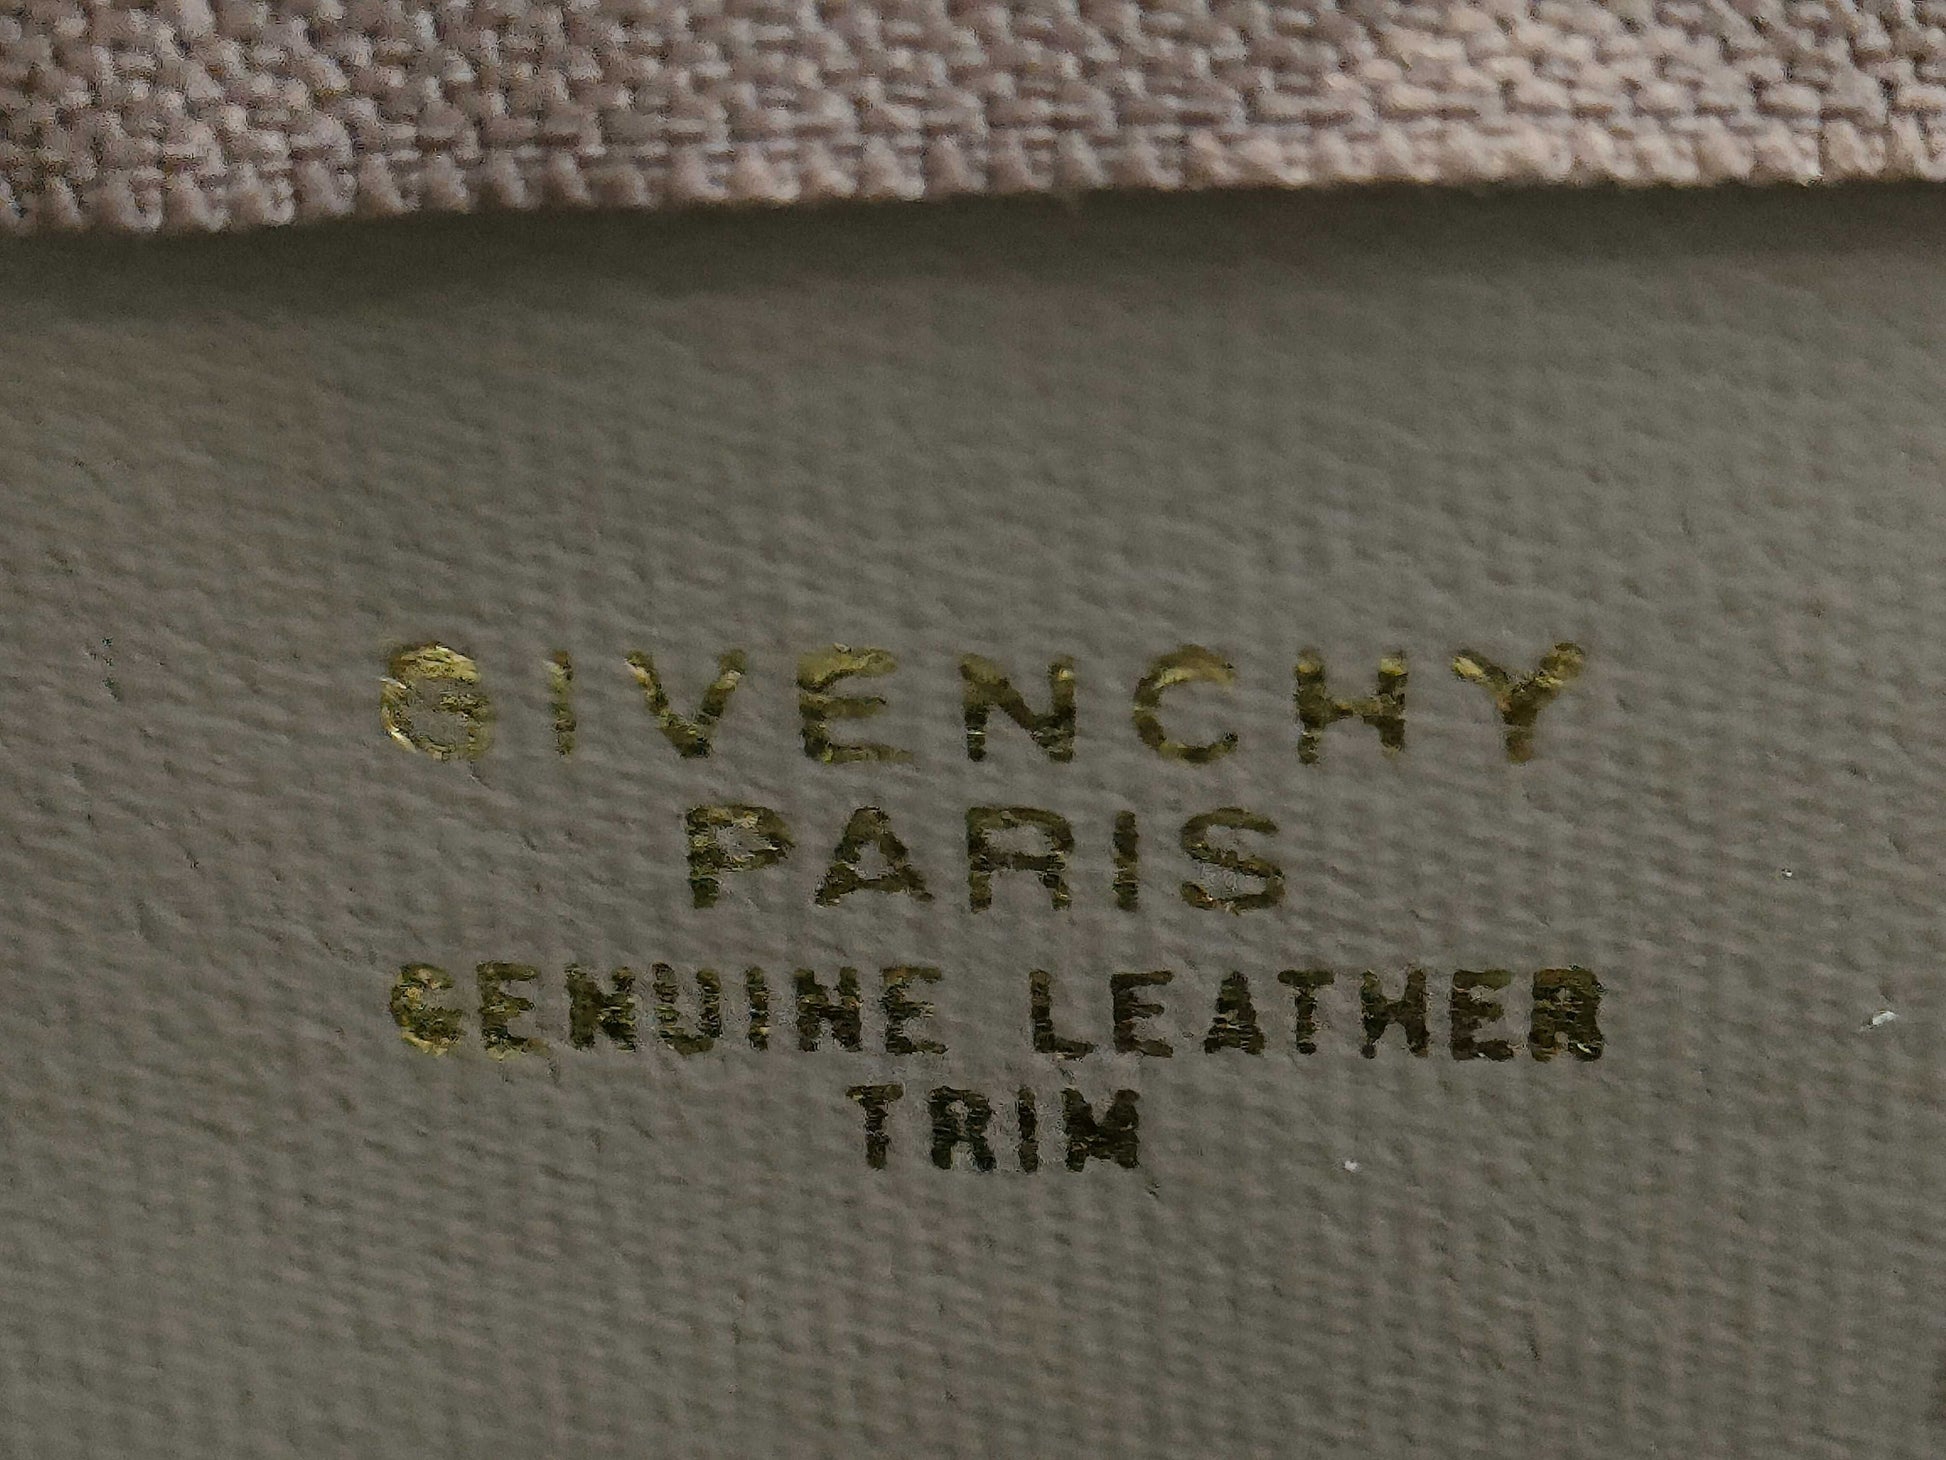 GIVENCHY
PARIS
GENUINE LEATHER
TRIM